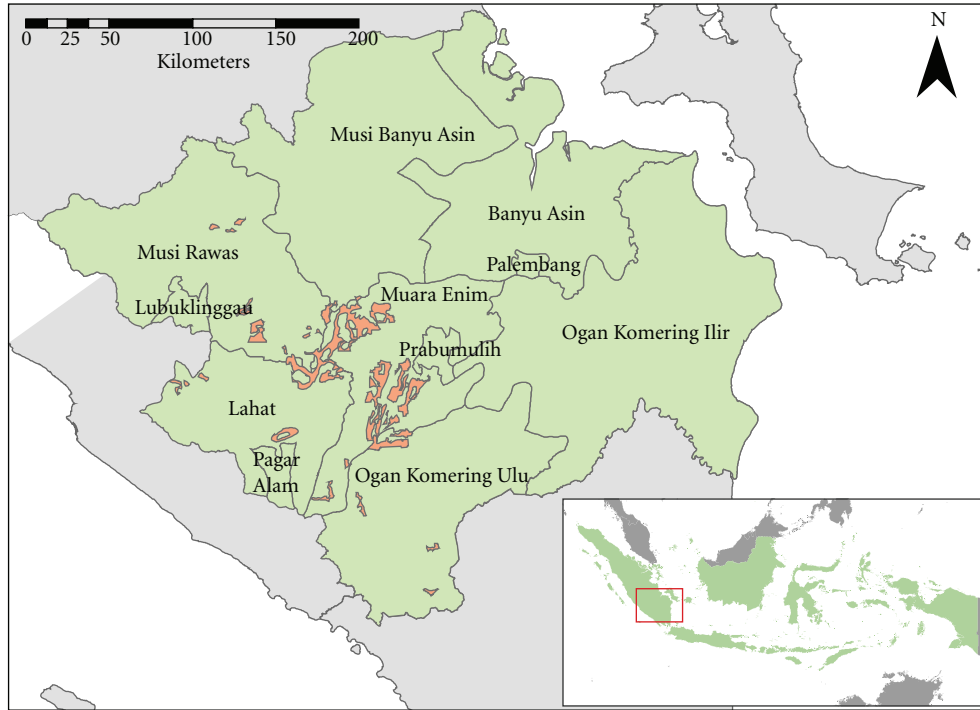 N
0 25 50 100 150 200
Kilometers
Musi Banyu Asin
Banyu Asin
Musi Rawas
Palembang
Muara Enim
Lubuklinggau
Ogan Komering Ilir
Prabumulih
Lahat
Pagar
Alam
Ogan Komering Ulu